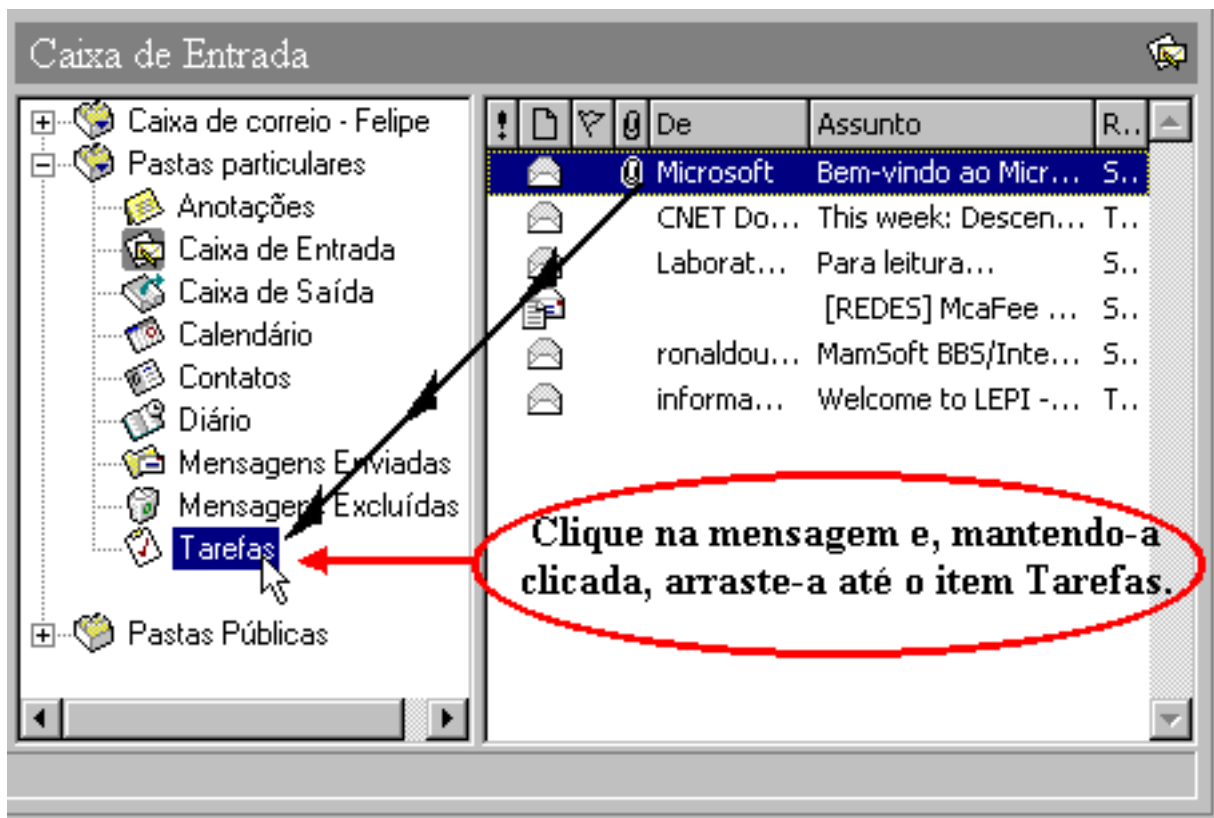 Caixa de Entrada
Caixa de correio - Felipe
Pastas particulares
Anotações
Caixa de Entrada
Caixa de Saída
Calendário
Contatos
Diário
Mensagens Enviadas
Mensagens Excluídas
Tarefas
Pastas Públicas
De Assunto R..
Microsoft Bem-vindo ao Micr... S..
CNET Do... This week: Descen... T..
Laborat... Para leitura... S..
[REDES] McaFee ... S..
ronaldou... MamSoft BBS/Inte... S..
informa... Welcome to LEPI -... T..
Clique na mensagem e, mantendo-a
clicada, arraste-a até o item Tarefas.